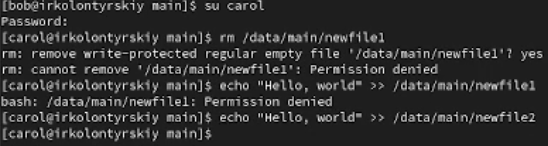 [bob@irkolontyrskiy main]$ su carol
Password:
[carol@irkolontyrskiy main]$ rm /data/main/newfile1
rm: remove write-protected regular empty file '/data/main/newfile1'? yes
rm: cannot remove '/data/main/newfile1': Permission denied
[carol@irkolontyrskiy main]$ echo "Hello, world" >> /data/main/newfile1
bash: /data/main/newfile1: Permission denied
[carol@irkolontyrskiy main]$ echo "Hello, world" >> /data/main/newfile2
[carol@irkolontyrskiy main]$